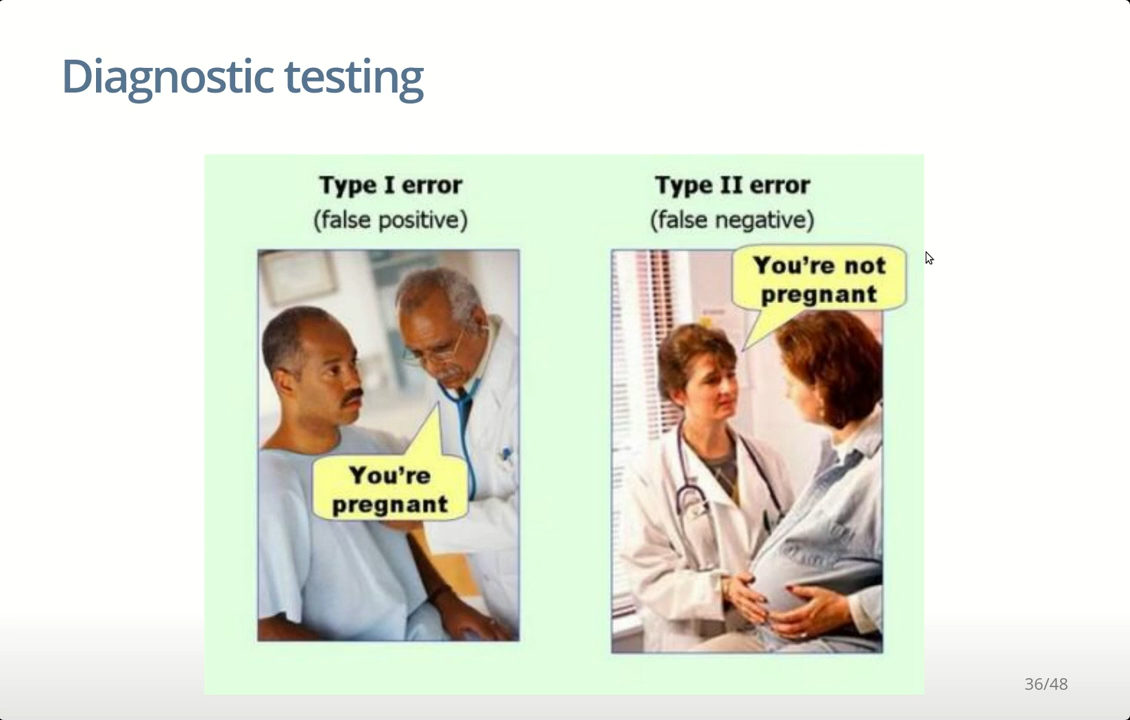 Diagnostic testing
Type I error
(false positive)
You're
pregnant
Type II error
(false negative)
You're not
pregnant
36/48